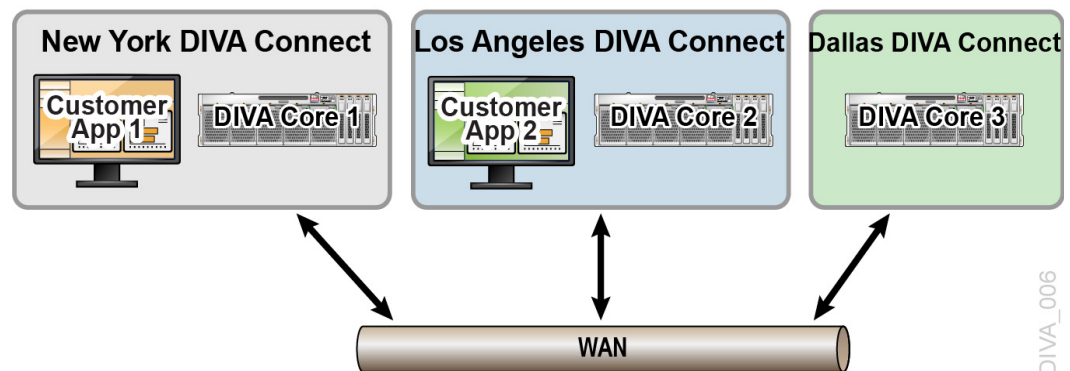 New York DIVA Connect
Customer
App 1
DIVA Core 1
Los Angeles DIVA Connect
Customer
App 2
DIVA Core 2
Dallas DIVA Connect
DIVA Core 3
WAN
DIVA_006